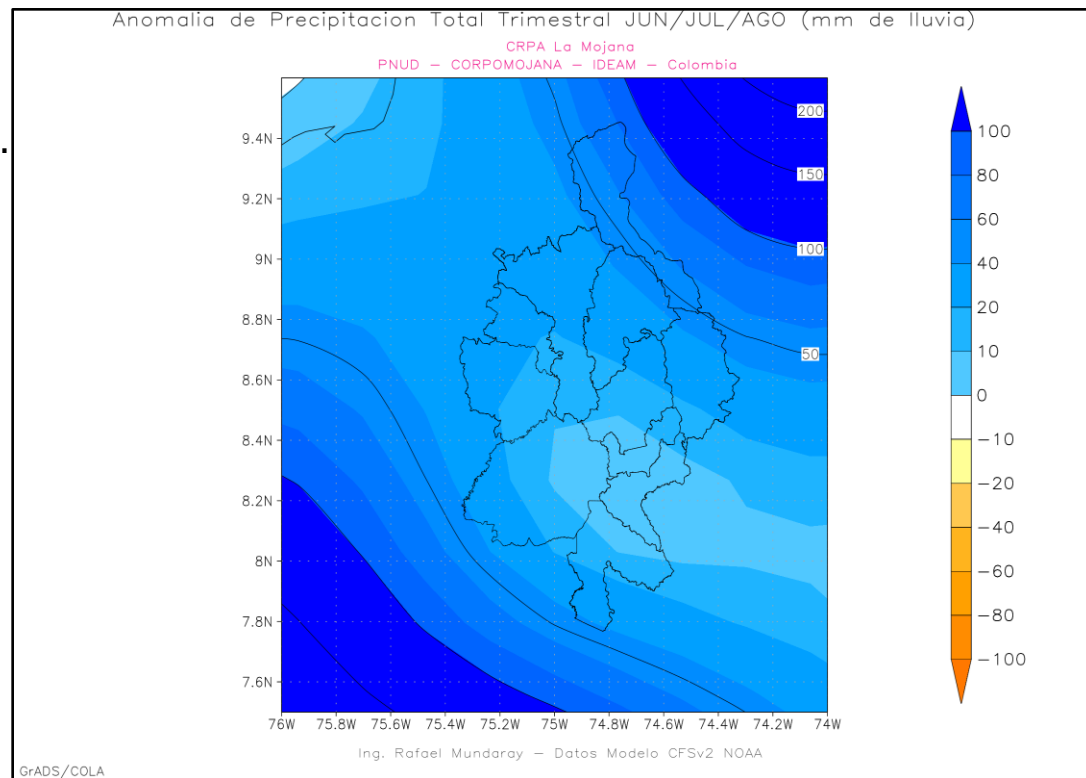 Anomalia de Precipitacion Total Trimestral JUN/JUL/AGO (mm de lluvia)
CRPA La Mojana
PNUD – CORPOMOJANA – IDEAM – Colombia
200
150
100
50
9.4N
9.2N
9N
8.8N
8.6N
8.4N
8.2N
8N
7.8N
7.6N
76W 75.8W 75.6W 75.4W 75.2W 75W 74.8W 74.6W 74.4W 74.2W 74W
100
80
60
40
20
10
0
−10
−20
−40
−60
−80
−100
Ing. Rafael Mundaray – Datos Modelo CFSv2 NOAA
GrADS/COLA